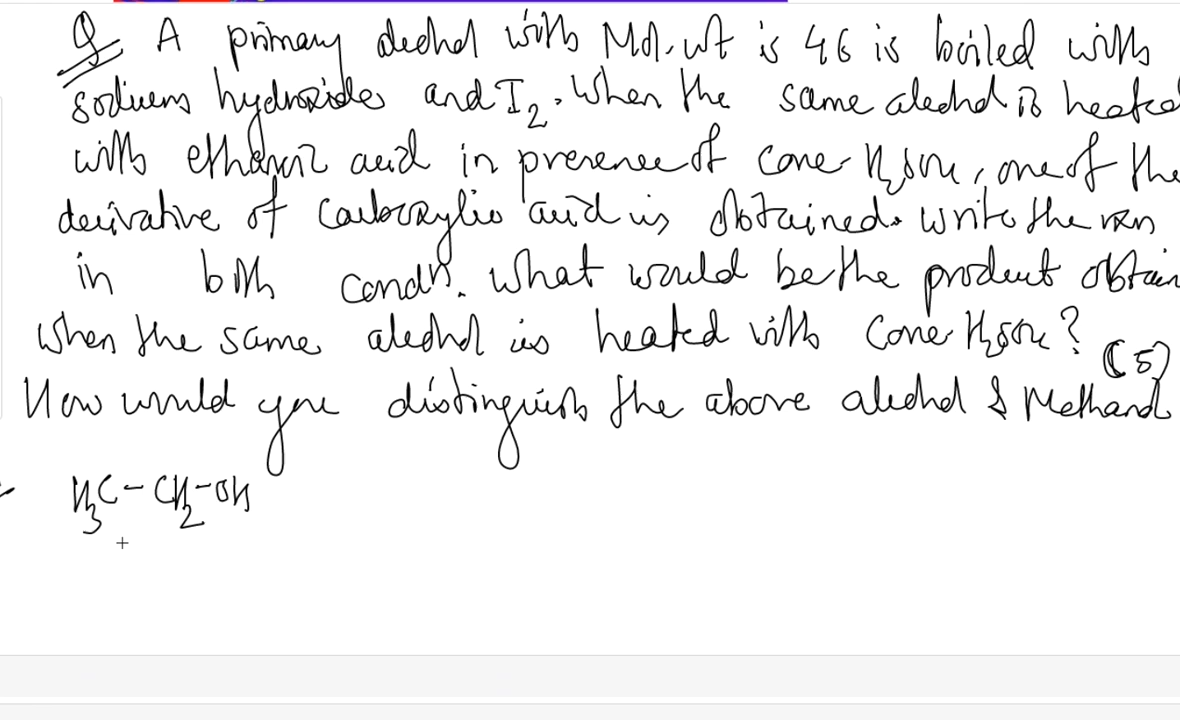 Q A primary alcohol with Mol. wt is 46 is boiled with
sodium hydroxides and I2. When the same alcohol is heated
with ethanoic acid in presence of conc H2SO4, one of the
derivative of carboxylic acid is obtained. write the rxn
in both condn. what would be the product obtain
when the same alcohol is heated with conc H2SO4? (5)
How would you distinguish the above alcohol & Methanol
H3C-CH2-OH